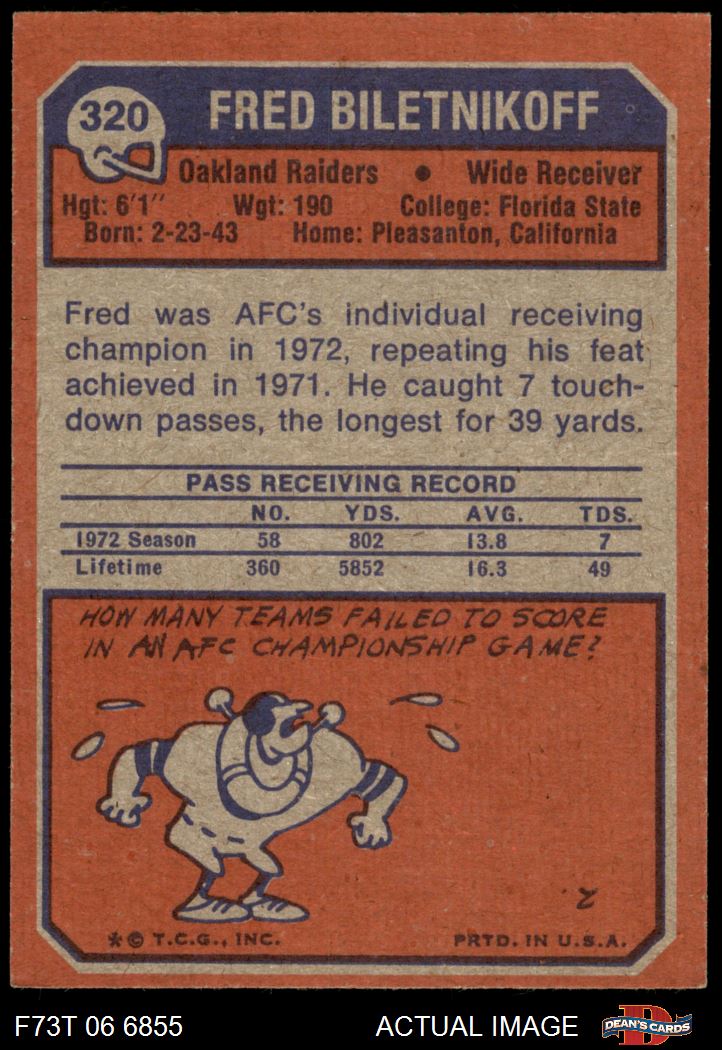 320
FRED BILETNIKOFF
Oakland Raiders • Wide Receiver
Hgt: 6'1" Wgt: 190 College: Florida State
Born: 2-23-43 Home: Pleasanton, California
Fred was AFC's individual receiving
champion in 1972, repeating his feat
achieved in 1971. He caught 7 touch-
down passes, the longest for 39 yards.
PASS RECEIVING RECORD
NO. YDS. AVG. TDS.
1972 Season 58 802 13.8 7
Lifetime 360 5852 16.3 49
HOW MANY TEAMS FAILED TO SCORE
IN AN AFC CHAMPIONSHIP GAME?
2
* © T.C.G., INC. PRTD. IN U.S.A.
F73T 06 6855 ACTUAL IMAGE
D DEAN'S CARDS